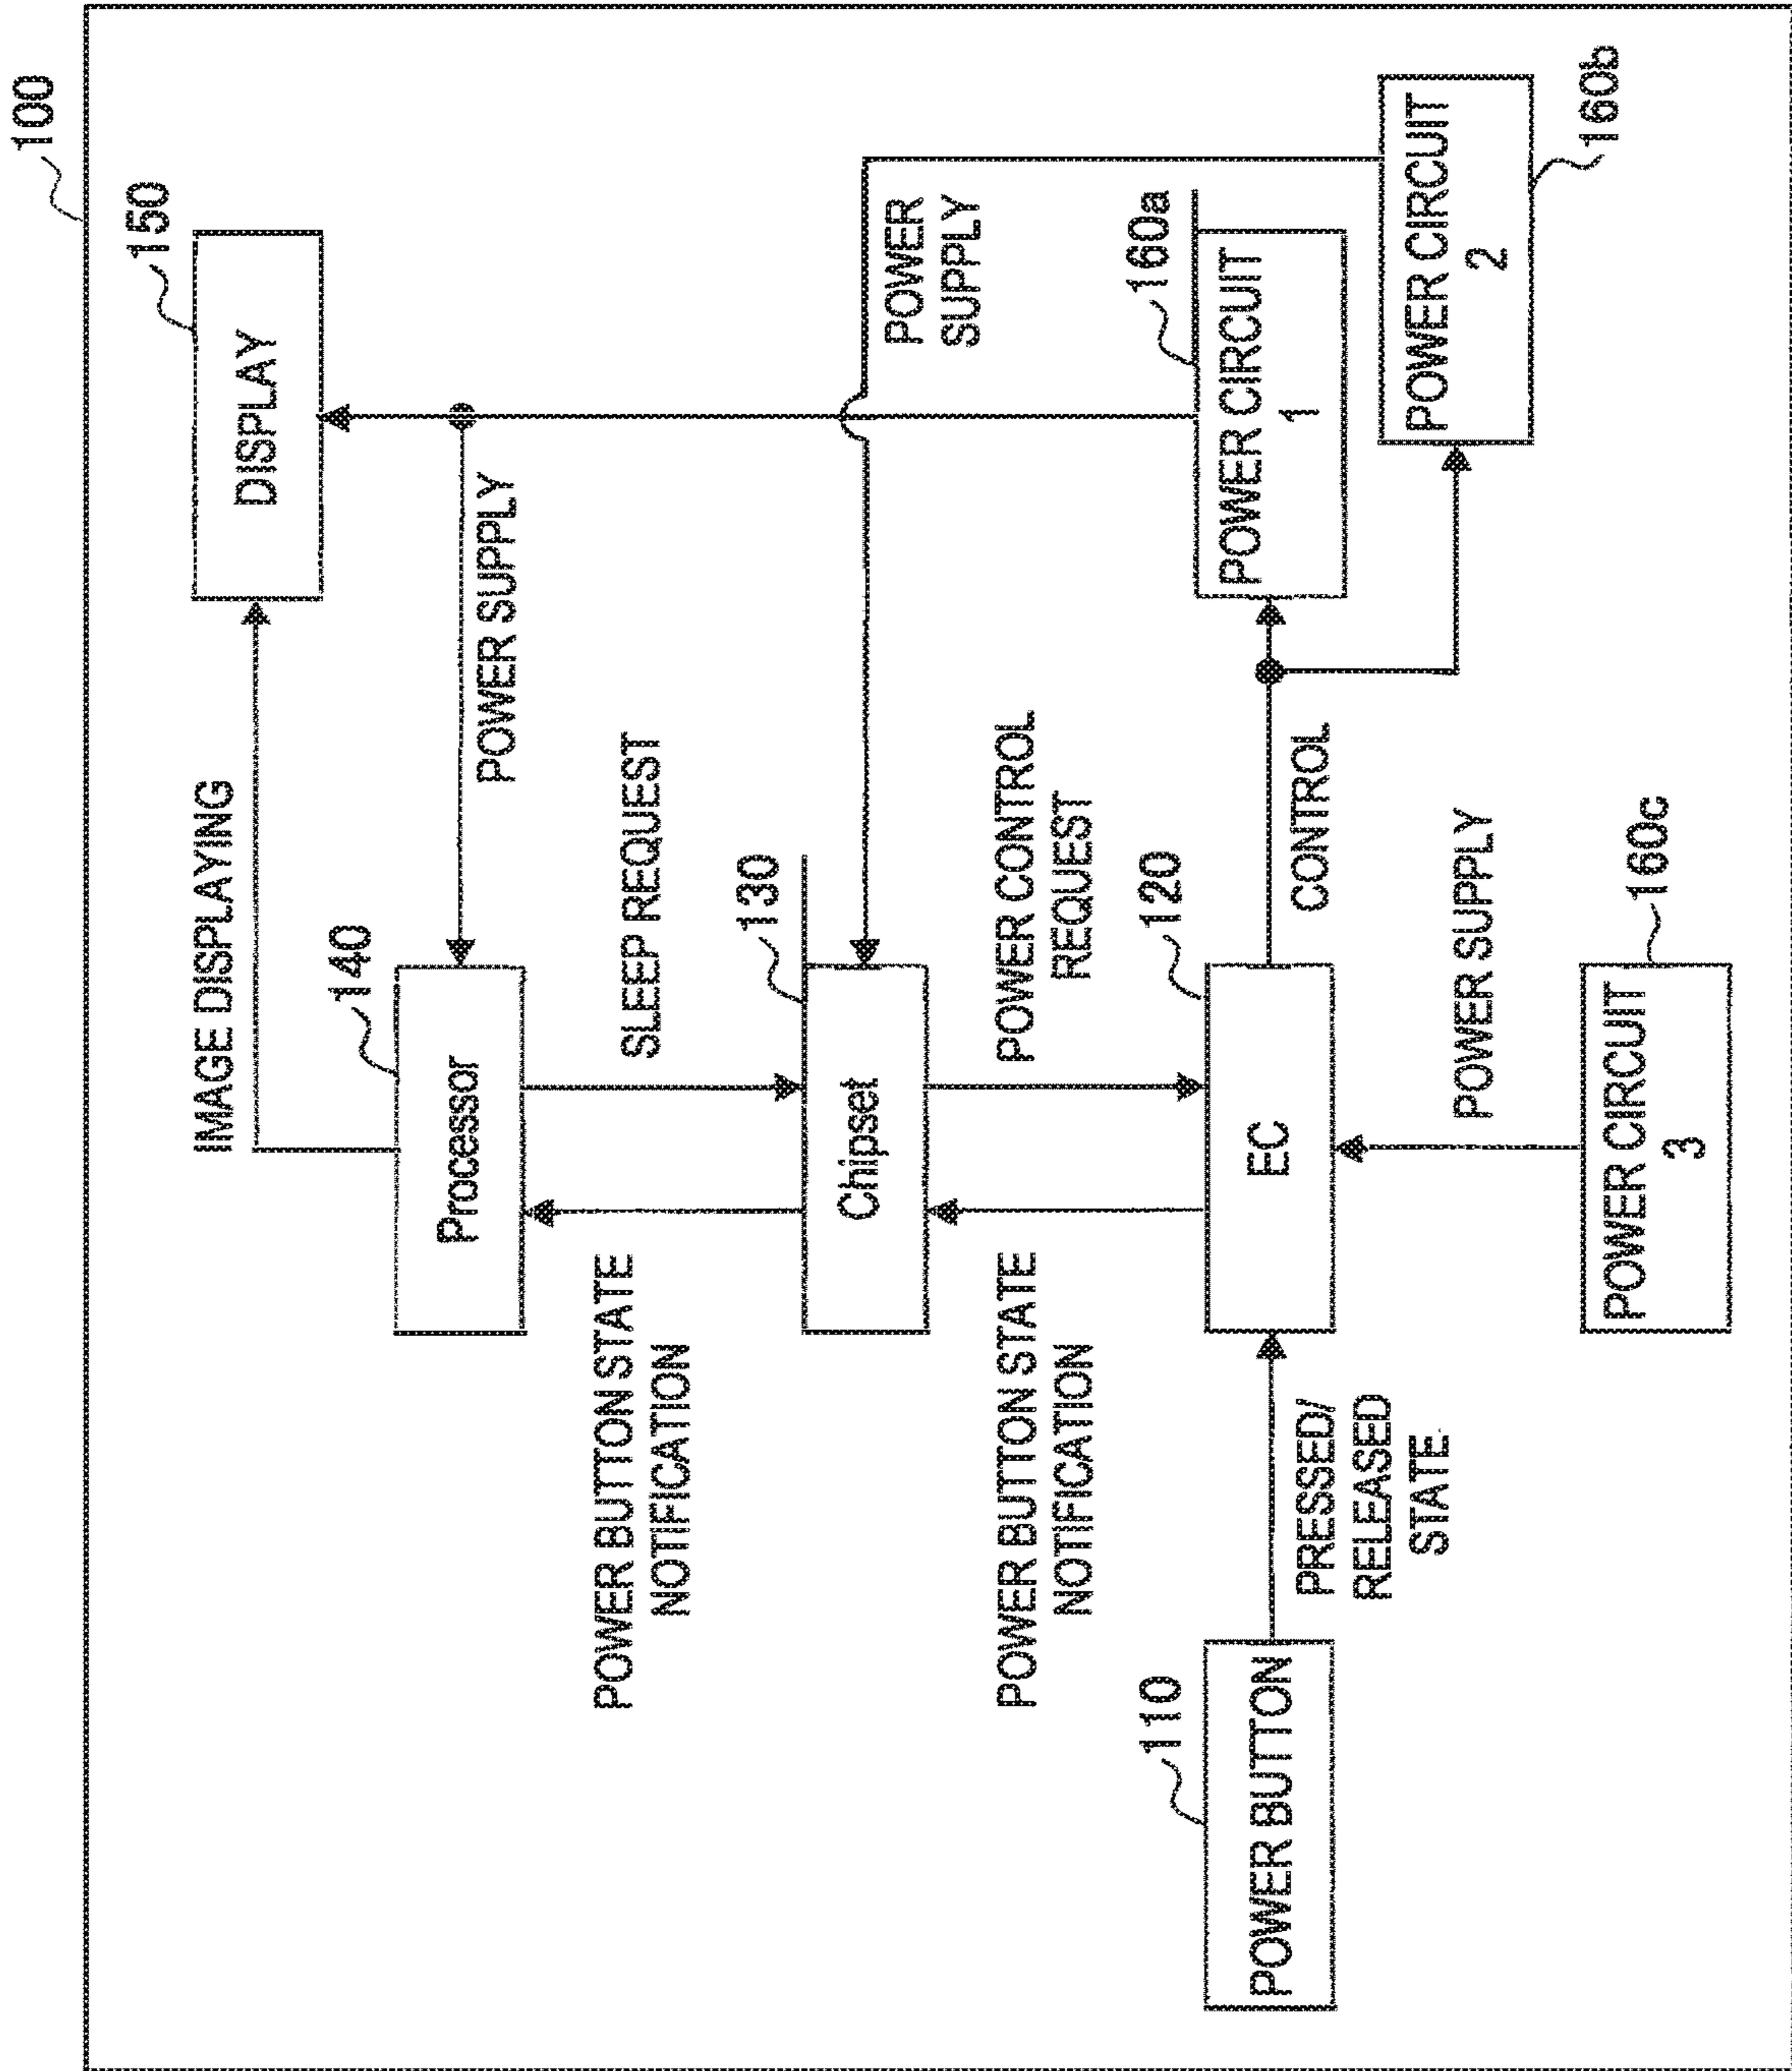 100
150
DISPLAY
IMAGE DISPLAYING
140
Processor
POWER SUPPLY
POWER BUTTON STATE
NOTIFICATION
SLEEP REQUEST
130
Chipset
POWER
SUPPLY
POWER BUTTON STATE
NOTIFICATION
POWER CONTROL
REQUEST
160a
POWER CIRCUIT
1
110
POWER BUTTON
PRESSED/
RELEASED
STATE
120
EC
CONTROL
POWER CIRCUIT
2
160b
POWER SUPPLY
POWER CIRCUIT
3
160c